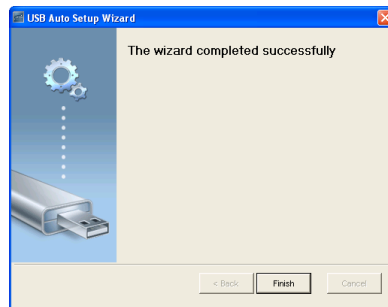 USB Auto Setup Wizard
The wizard completed successfully
< Back
Finish
Cancel